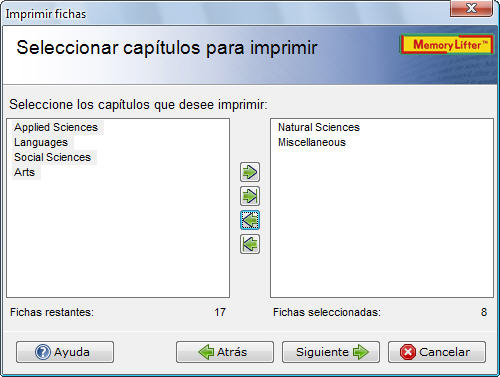 Imprimir fichas
Seleccionar capítulos para imprimir
MemoryLifter™
Seleccione los capítulos que desee imprimir:
Applied Sciences
Languages
Social Sciences
Arts
Natural Sciences
Miscellaneous
Fichas restantes: 17
Fichas seleccionadas: 8
Ayuda
Atrás
Siguiente
Cancelar